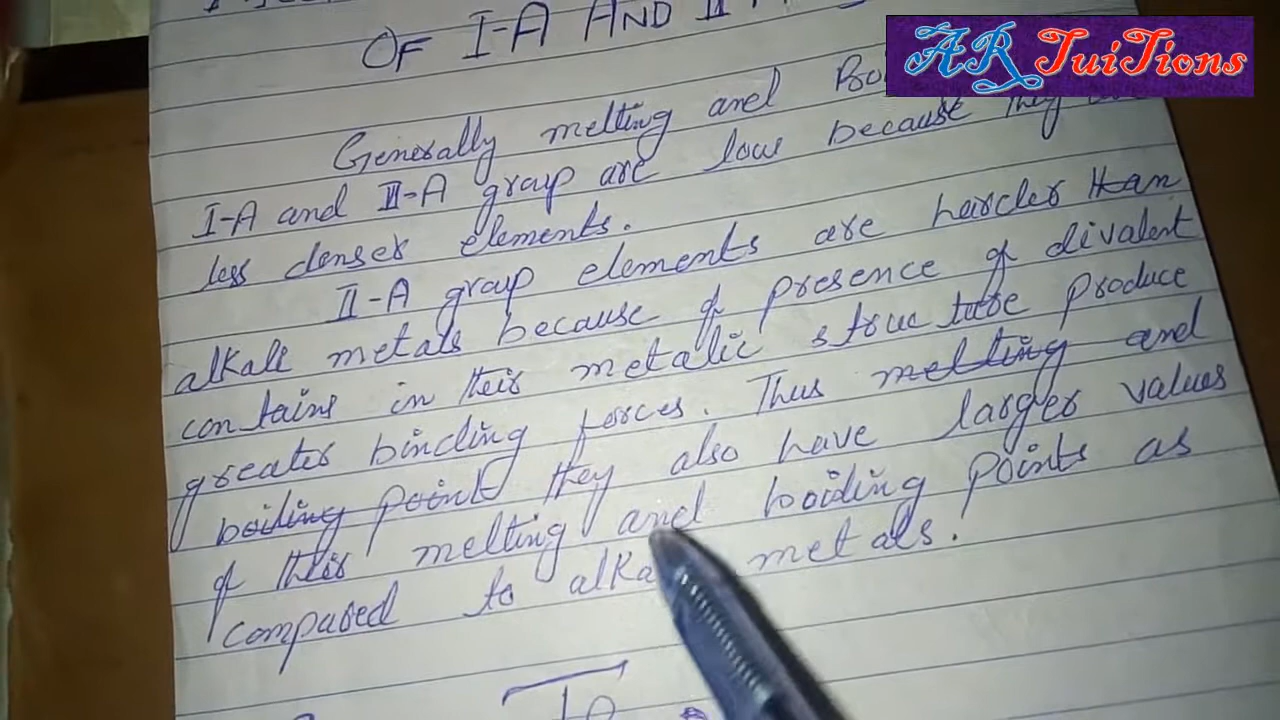 OF I-A AND II
AR TuiTions
Generally melting and
I-A and II-A group are low because they
less denser elements.
II-A group elements are harder than
alkali metals because of presence of divalent
contains in their metalic structure produce
greater binding forces. Thus melting and
boiling point they also have larger values
of their melting and boiling points as
compared to alka metals.